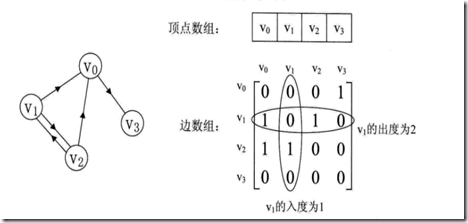 顶点数组： v0 v1 v2 v3
v0
v1
v2
v3
边数组：
v0 v1 v2 v3
v0 0 0 0 1
v1 1 0 1 0
v2 1 1 0 0
v3 0 0 0 0
v1的出度为2
v1的入度为1